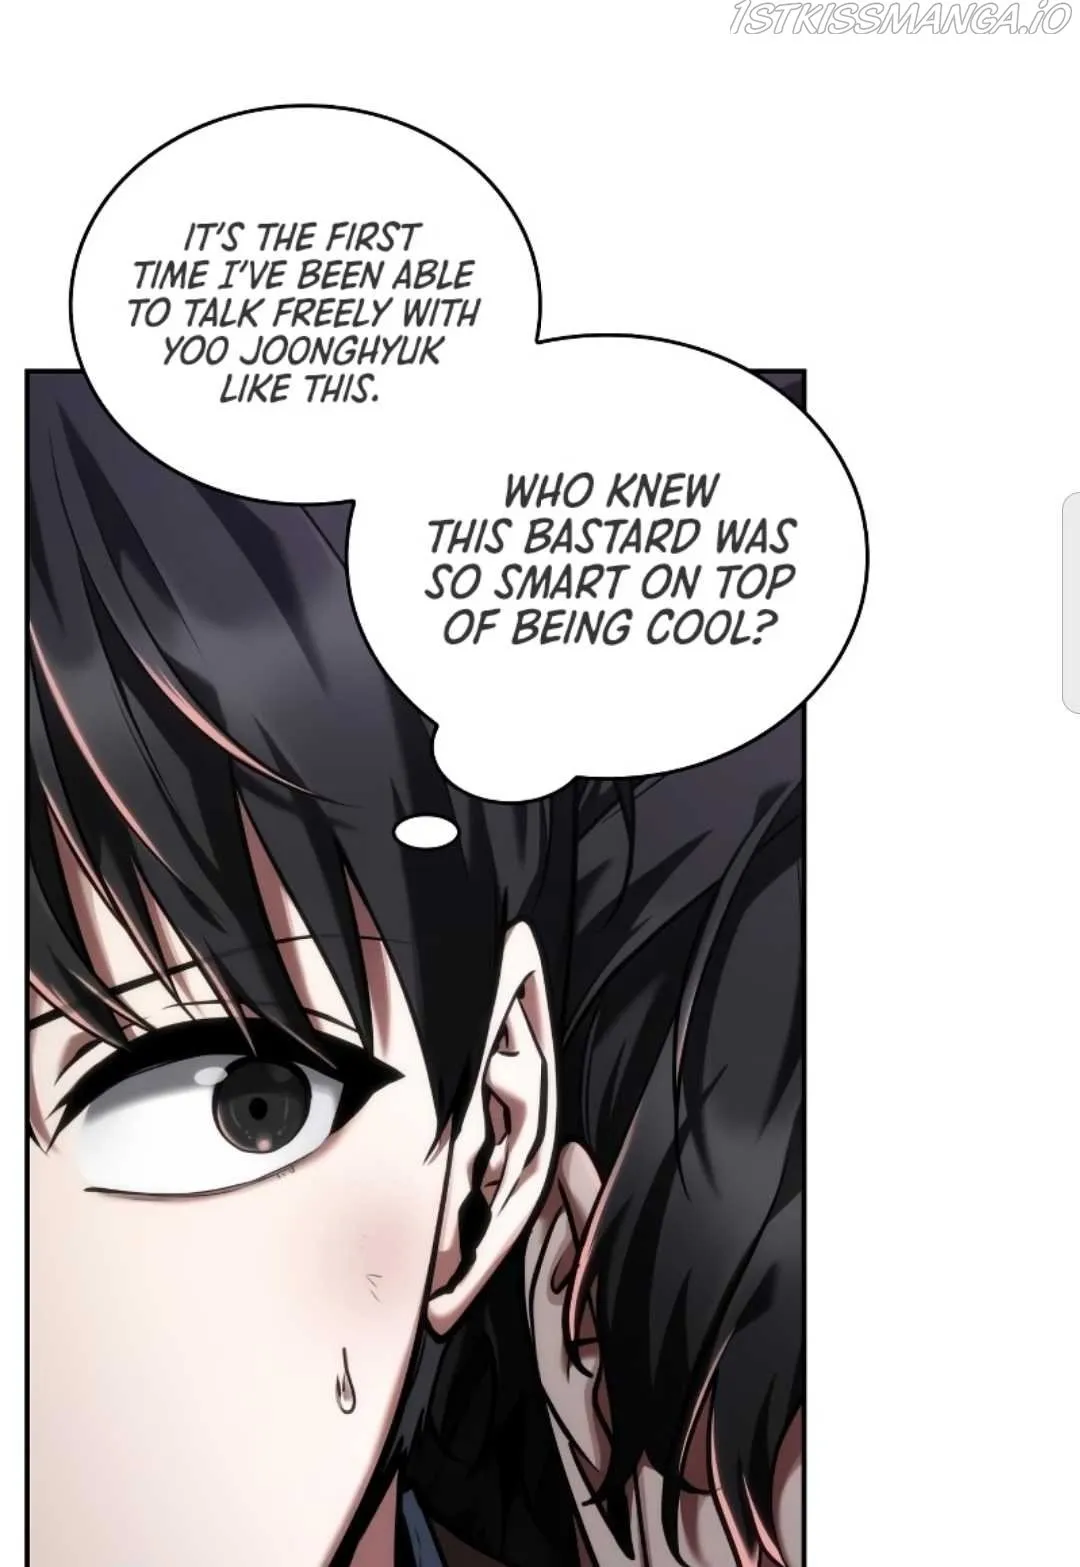 1STKISSMANGA.IO
IT'S THE FIRST
TIME I'VE BEEN ABLE
TO TALK FREELY WITH
YOO JOONGHYUK
LIKE THIS.
WHO KNEW
THIS BASTARD WAS
SO SMART ON TOP
OF BEING COOL?